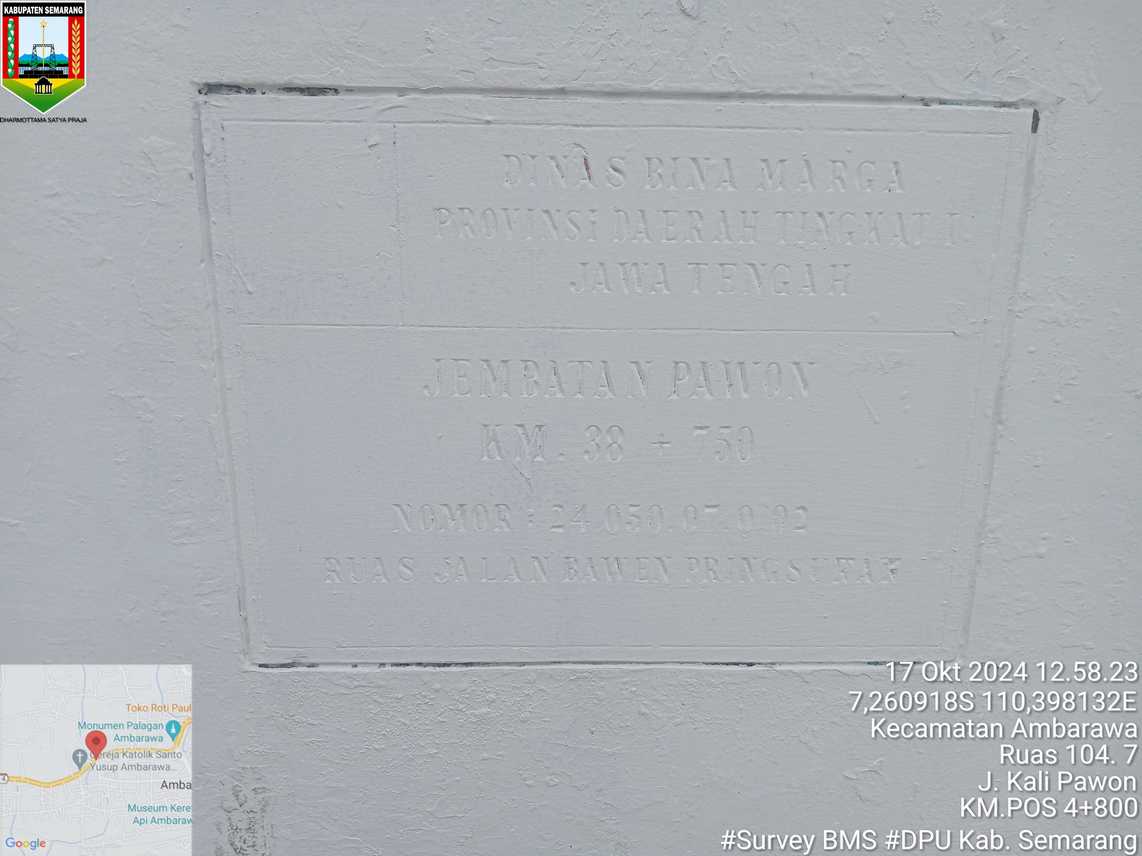 KABUPATEN SEMARANG
DHARMOTTAMA SATYA PRAJA
DINAS BINA MARGA
PROVINSI DAERAH TINGKAT I
JAWA TENGAH
JEMBATAN PAWON
KM. 38 + 750
NOMOR : 24.050.07.0
RUAS JALAN BAWEN PRINGSURAT
17 Okt 2024 12.58.23
7,260918S 110,398132E
Kecamatan Ambarawa
Ruas 104. 7
J. Kali Pawon
KM.POS 4+800
#Survey BMS #DPU Kab. Semarang
Toko Roti Paul
Monumen Palagan
Ambarawa
Gereja Katolik Santo
Yusup Ambarawa...
Amba
Museum Keret
Api Ambaraw
Google